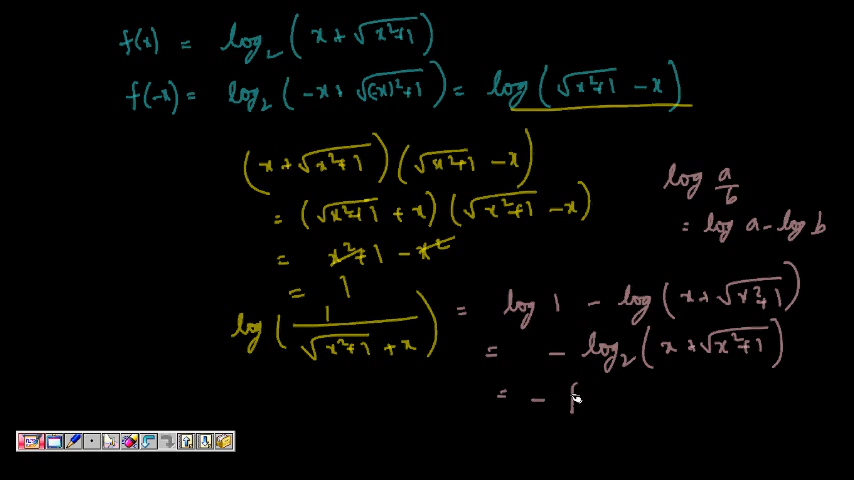 f(x) = log₂ (x + √(x²+1))
f(-x) = log₂ (-x + √((-x)²+1)) = log (√(x²+1) - x)
(x + √(x²+1)) (√(x²+1) - x)
= (√(x²+1) + x) (√(x²+1) - x)
= x²+1 - x²
= 1
log a/b
= log a - log b
log (1/(√(x²+1) + x)) = log 1 - log (x + √(x²+1))
= - log₂ (x + √(x²+1))
= - f